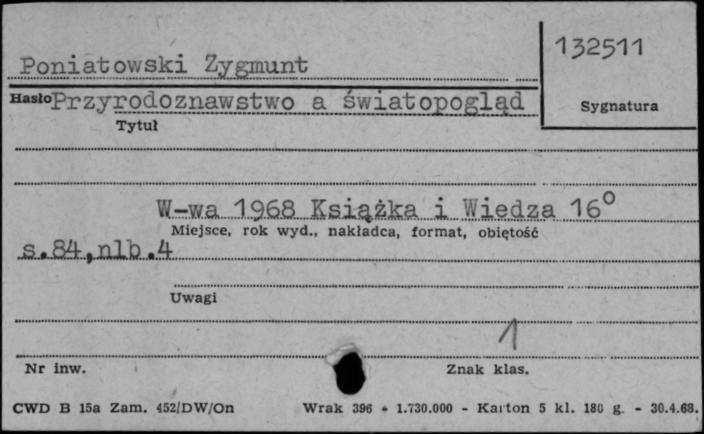 132511
Poniatowski Zygmunt
Hasło Przyrodoznawstwo a światopogląd
Sygnatura
Tytuł
W-wa 1968 Książka i Wiedza 16°
Miejsce, rok wyd., nakładca, format, obiętość
s.84,nlb.4
Uwagi
1
Nr inw.
Znak klas.
CWD B 15a Zam. 452/DW/On Wrak 396 + 1.730.000 - Karton 5 kl. 180 g. - 30.4.68.